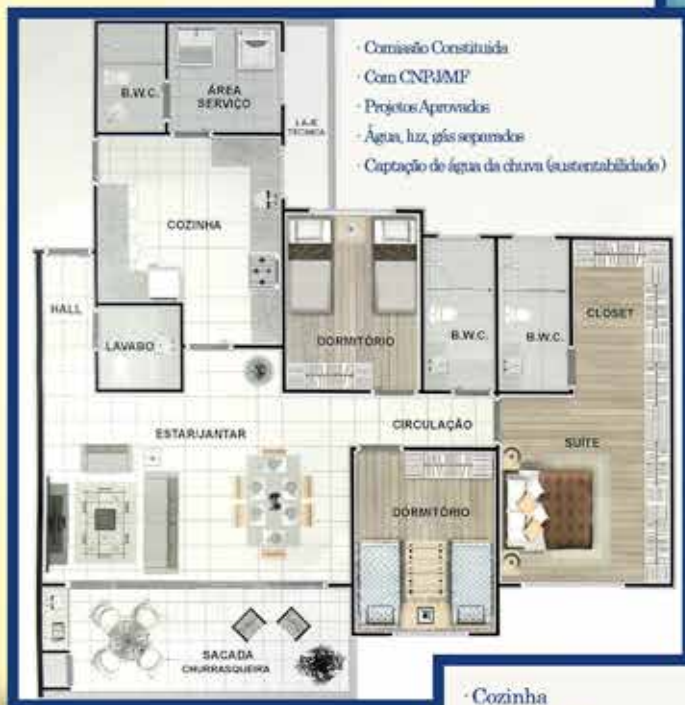 · Comissão Constituida
· Com CNPJ/MF
· Projetos Aprovados
· Água, luz, gás separados
· Captação de água da chuva (sustentabilidade)
B.W.C.
ÁREA
SERVIÇO
LAJE
TÉCNICA
COZINHA
HALL
LAVABO
DORMITÓRIO
B.W.C.
B.W.C.
CLOSET
ESTAR/JANTAR
CIRCULAÇÃO
SUÍTE
DORMITÓRIO
SACADA
CHURRASQUEIRA
· Cozinha